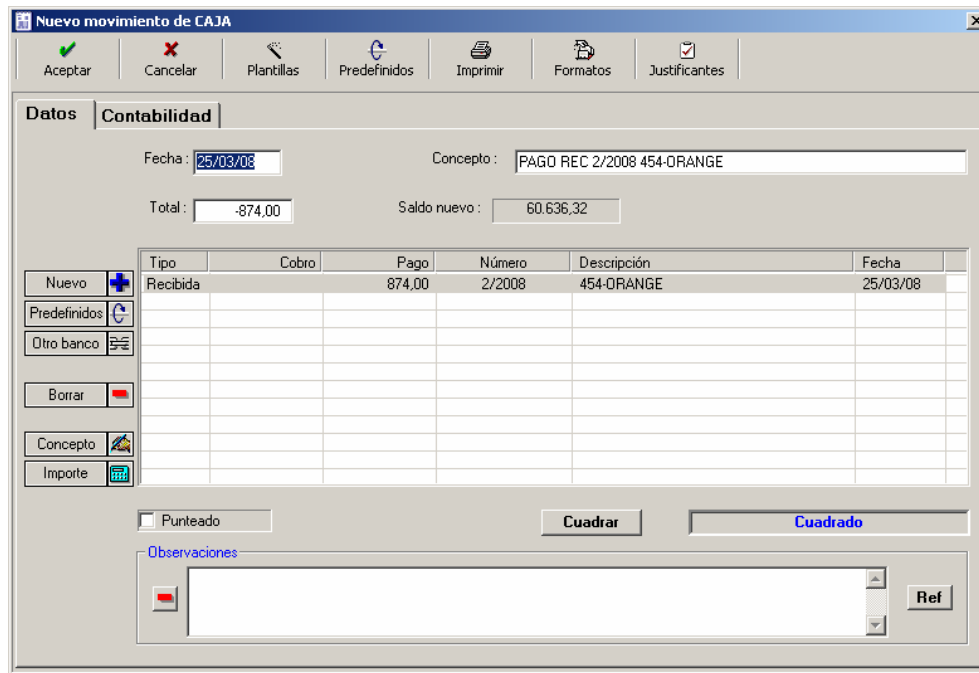 Nuevo movimiento de CAJA
Aceptar Cancelar Plantillas Predefinidos Imprimir Formatos Justificantes
Datos Contabilidad
Fecha : 25/03/08 Concepto : PAGO REC 2/2008 454-ORANGE
Total : -874,00 Saldo nuevo : 60.636,32
Tipo Cobro Pago Número Descripción Fecha
Nuevo Recibida 874,00 2/2008 454-ORANGE 25/03/08
Predefinidos
Otro banco
Borrar
Concepto
Importe
Punteado Cuadrar Cuadrado
Observaciones
Ref